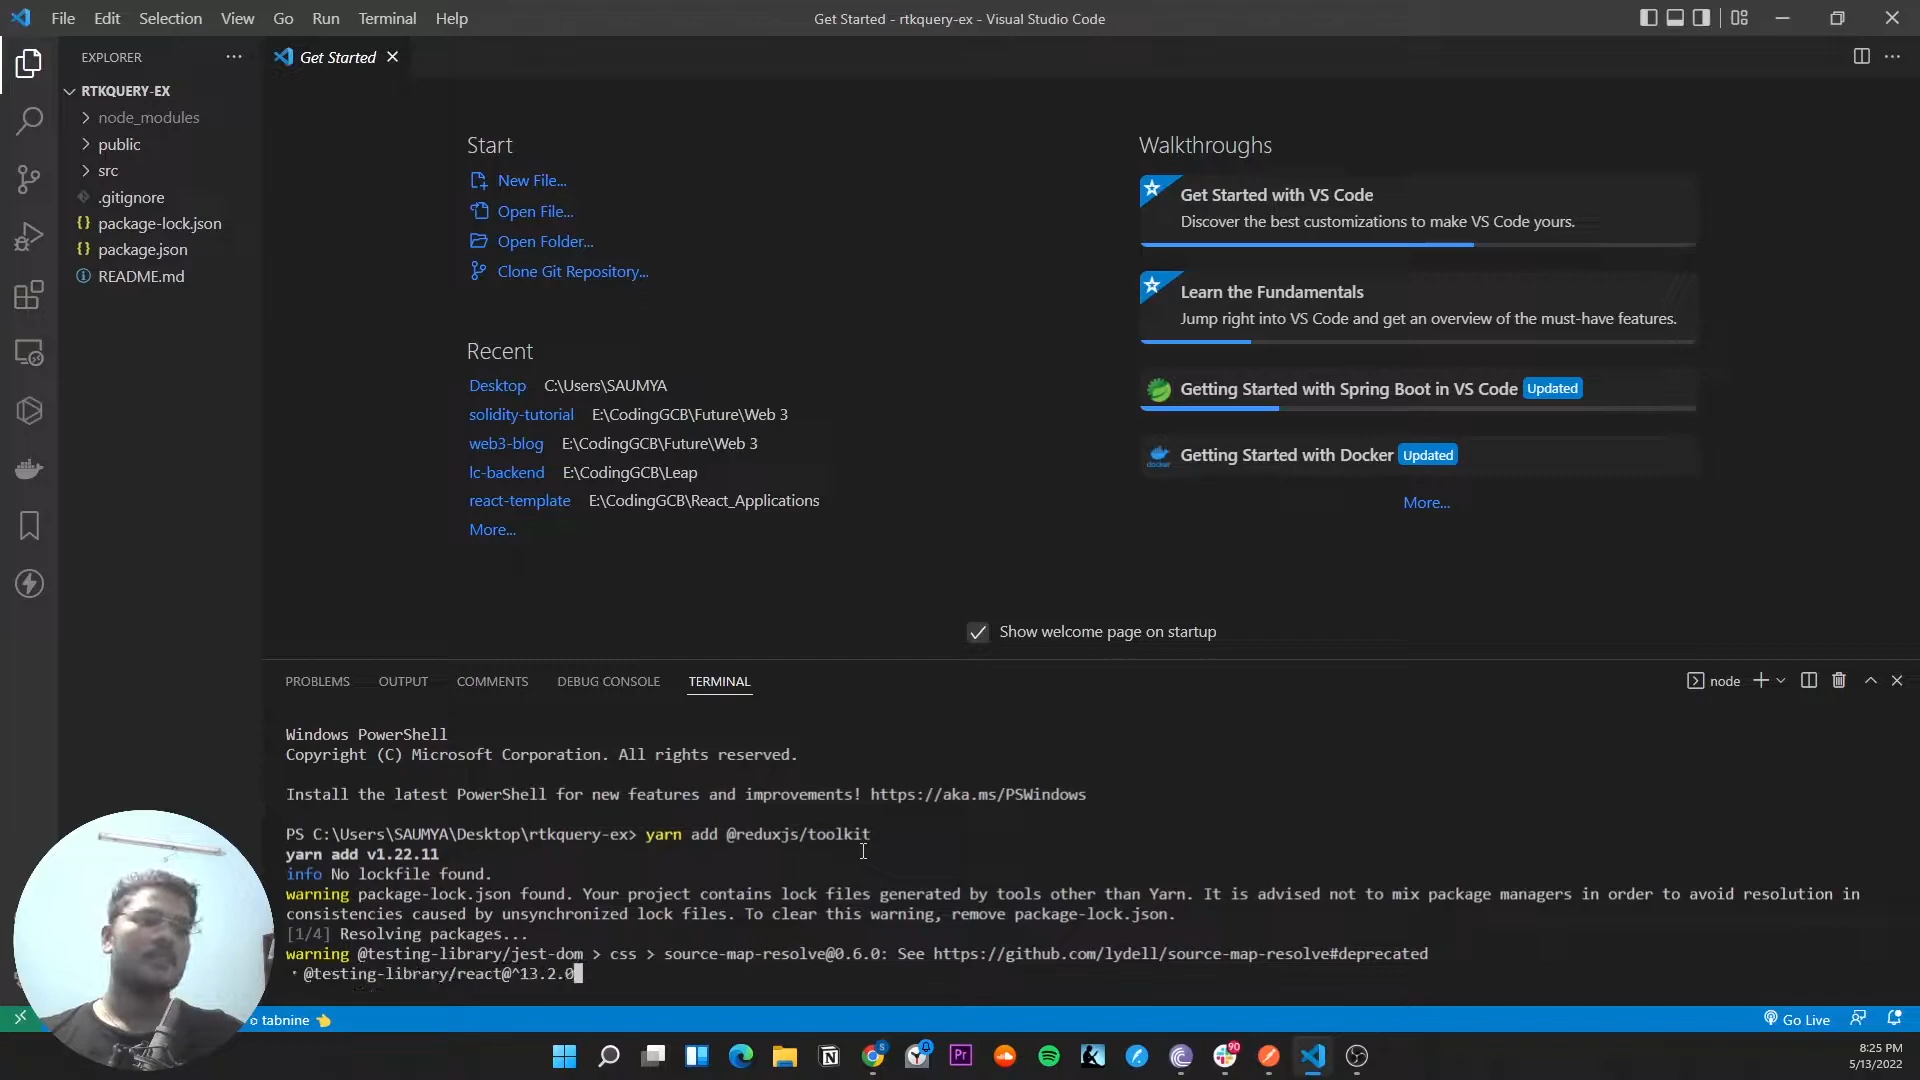 File Edit Selection View Go Run Terminal Help
Get Started - rtkquery-ex - Visual Studio Code
EXPLORER
Get Started
RTKQUERY-EX
node_modules
public
src
.gitignore
package-lock.json
package.json
README.md
Start
New File...
Open File...
Open Folder...
Clone Git Repository...
Recent
Desktop C:\Users\SAUMYA
solidity-tutorial E:\CodingGCB\Future\Web 3
web3-blog E:\CodingGCB\Future\Web 3
lc-backend E:\CodingGCB\Leap
react-template E:\CodingGCB\React_Applications
More...
Walkthroughs
Get Started with VS Code
Discover the best customizations to make VS Code yours.
Learn the Fundamentals
Jump right into VS Code and get an overview of the must-have features.
Getting Started with Spring Boot in VS Code Updated
Getting Started with Docker Updated
More...
Show welcome page on startup
PROBLEMS OUTPUT COMMENTS DEBUG CONSOLE TERMINAL
node
Windows PowerShell
Copyright (C) Microsoft Corporation. All rights reserved.
Install the latest PowerShell for new features and improvements! https://aka.ms/PSWindows
PS C:\Users\SAUMYA\Desktop\rtkquery-ex> yarn add @reduxjs/toolkit
yarn add v1.22.11
info No lockfile found.
warning package-lock.json found. Your project contains lock files generated by tools other than Yarn. It is advised not to mix package managers in order to avoid resolution in
consistencies caused by unsynchronized lock files. To clear this warning, remove package-lock.json.
[1/4] Resolving packages...
warning @testing-library/jest-dom > css > source-map-resolve@0.6.0: See https://github.com/lydell/source-map-resolve#deprecated
@testing-library/react@^13.2.0
tabnine
Go Live
Pr
90
8:25 PM
5/13/2022